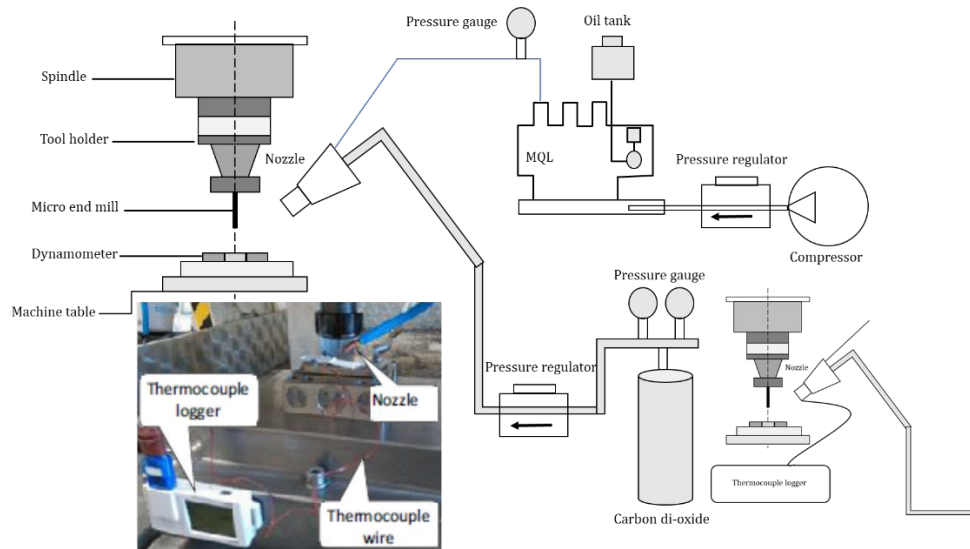 Pressure gauge
Oil tank
Spindle
Tool holder
Nozzle
MQL
Pressure regulator
Micro end mill
Dynamometer
Compressor
Machine table
Pressure gauge
Thermocouple
logger
Nozzle
Thermocouple
wire
Pressure regulator
Nozzle
Thermocouple logger
Carbon di-oxide